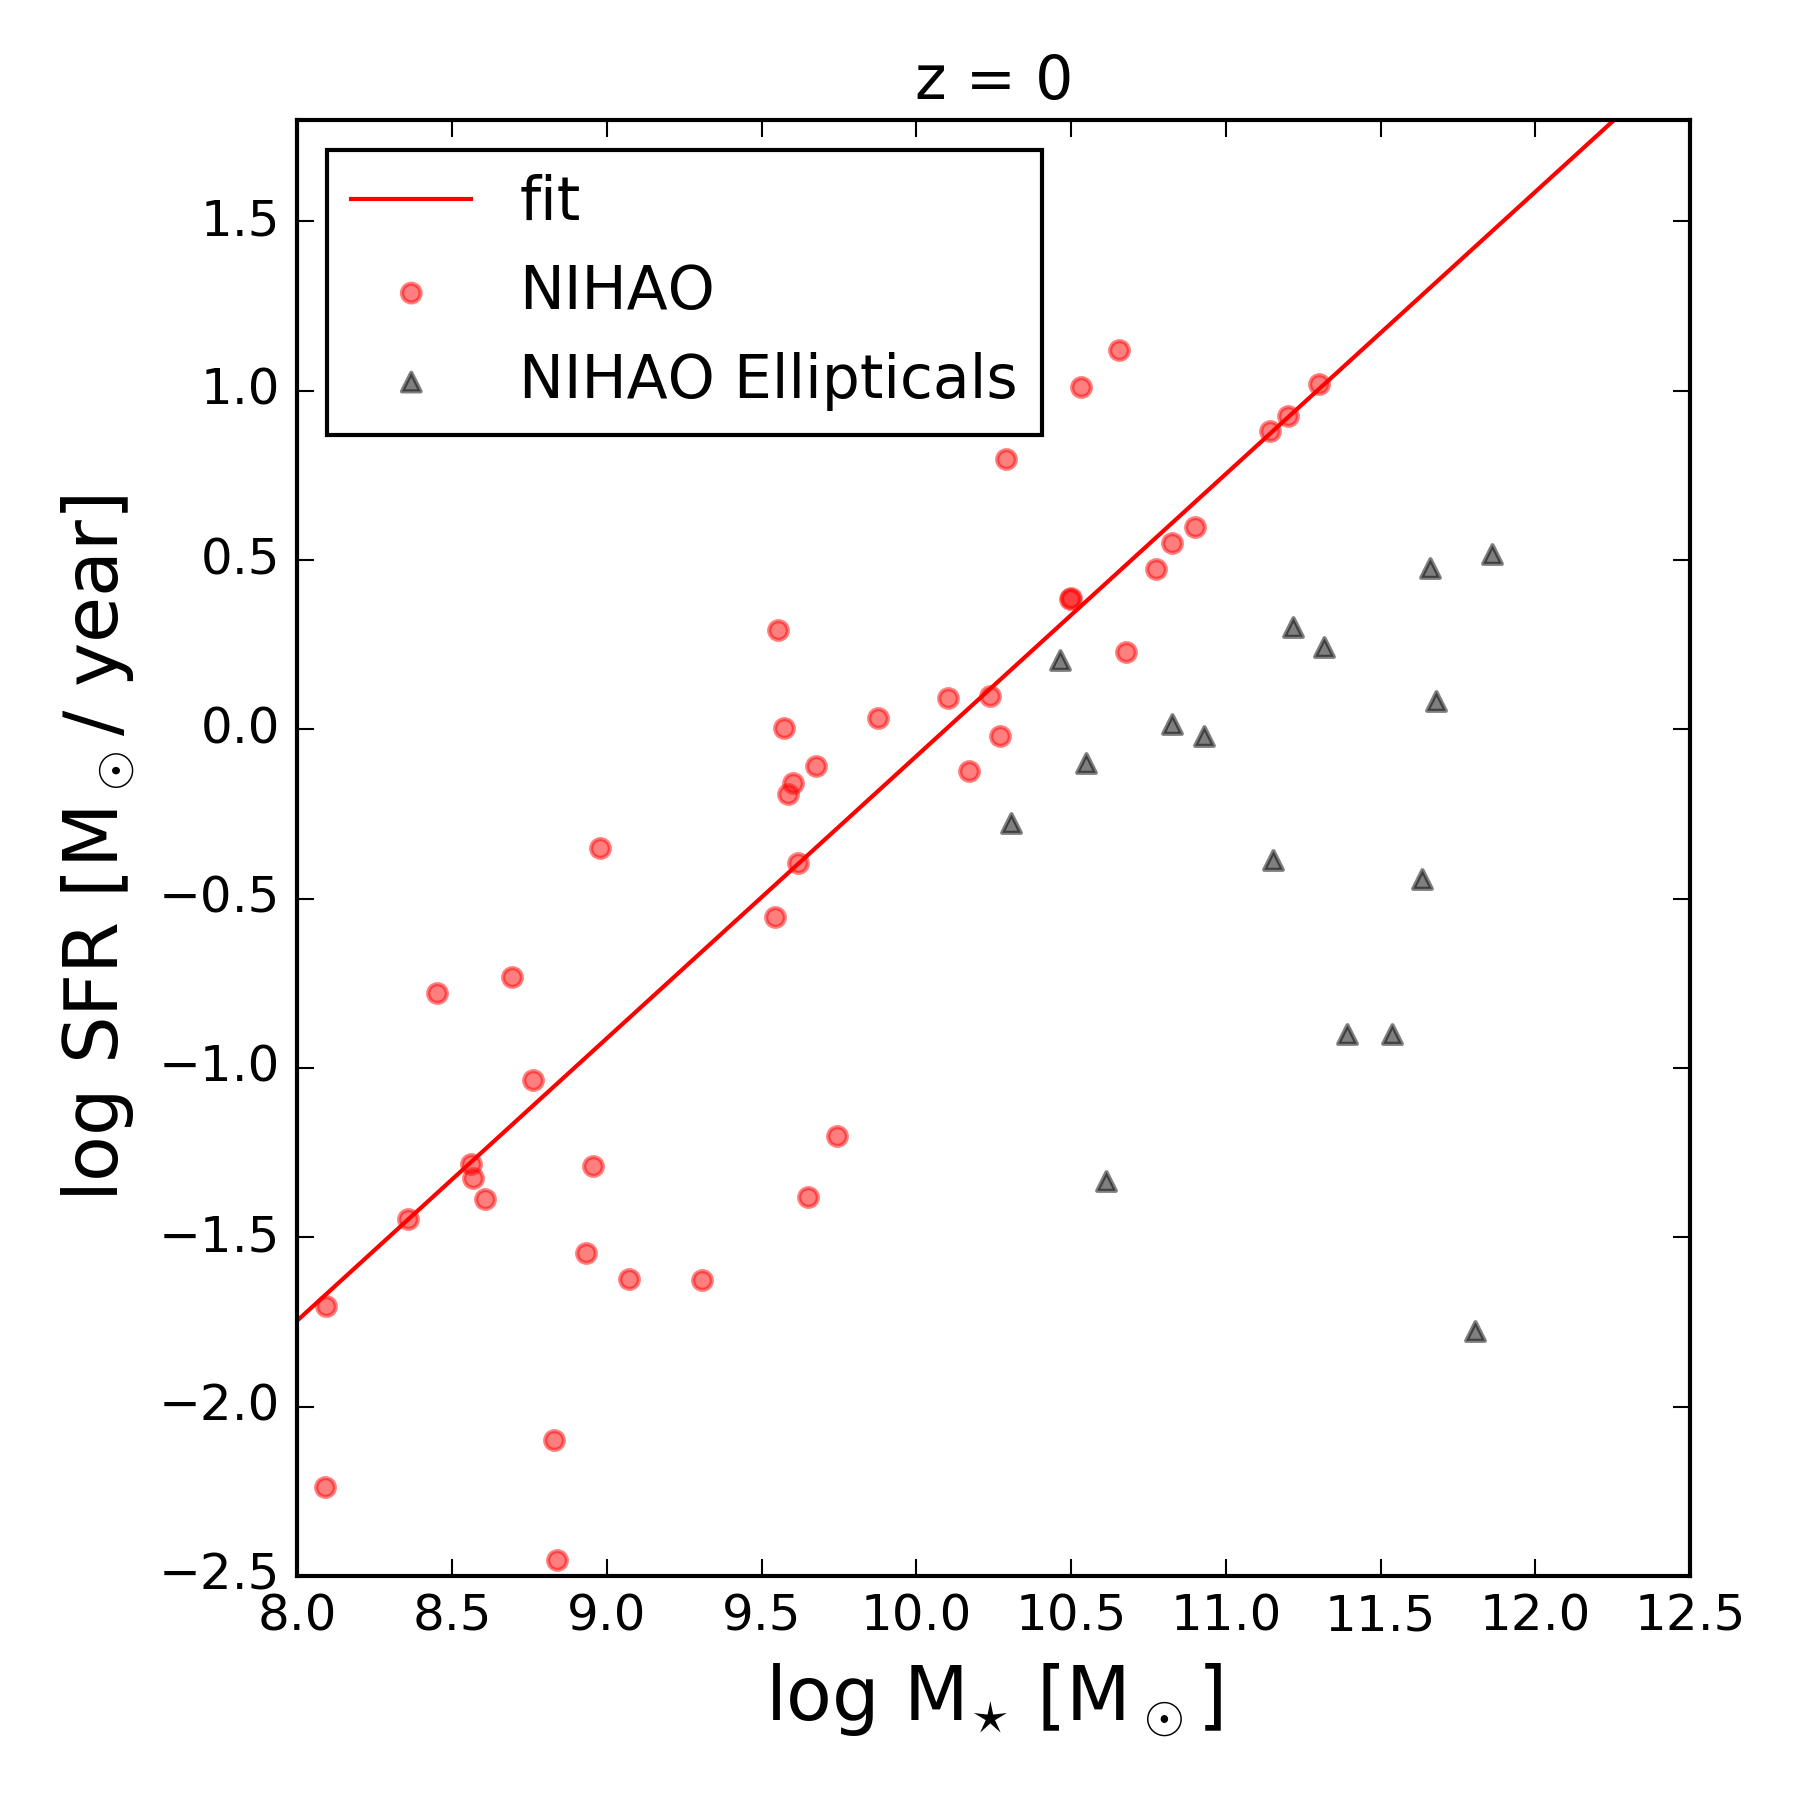 z = 0
fit
NIHAO
NIHAO Ellipticals
1.5
1.0
0.5
0.0
−0.5
−1.0
−1.5
−2.0
−2.5
log SFR [M☉/ year]
8.0 8.5 9.0 9.5 10.0 10.5 11.0 11.5 12.0 12.5
log M★ [M☉]